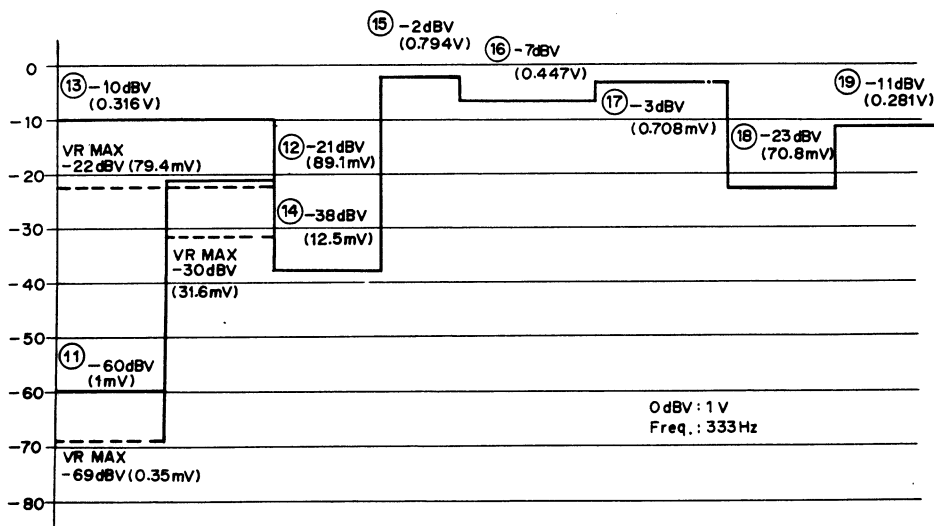 ⑮ -2dBV
(0.794V)
⑯ -7dBV
(0.447V)
0
⑬ -10dBV
(0.316V)
⑰ -3dBV
(0.708mV)
⑲ -11dBV
(0.281V)
-10
VR MAX
-22dBV (79.4mV)
⑫ -21dBV
(89.1mV)
⑱ -23dBV
(70.8mV)
-20
⑭ -38dBV
(12.5mV)
-30
VR MAX
-30dBV
(31.6mV)
-40
-50
⑪ -60dBV
(1mV)
-60
0dBV : 1V
Freq. : 333Hz
-70
VR MAX
-69dBV (0.35mV)
-80